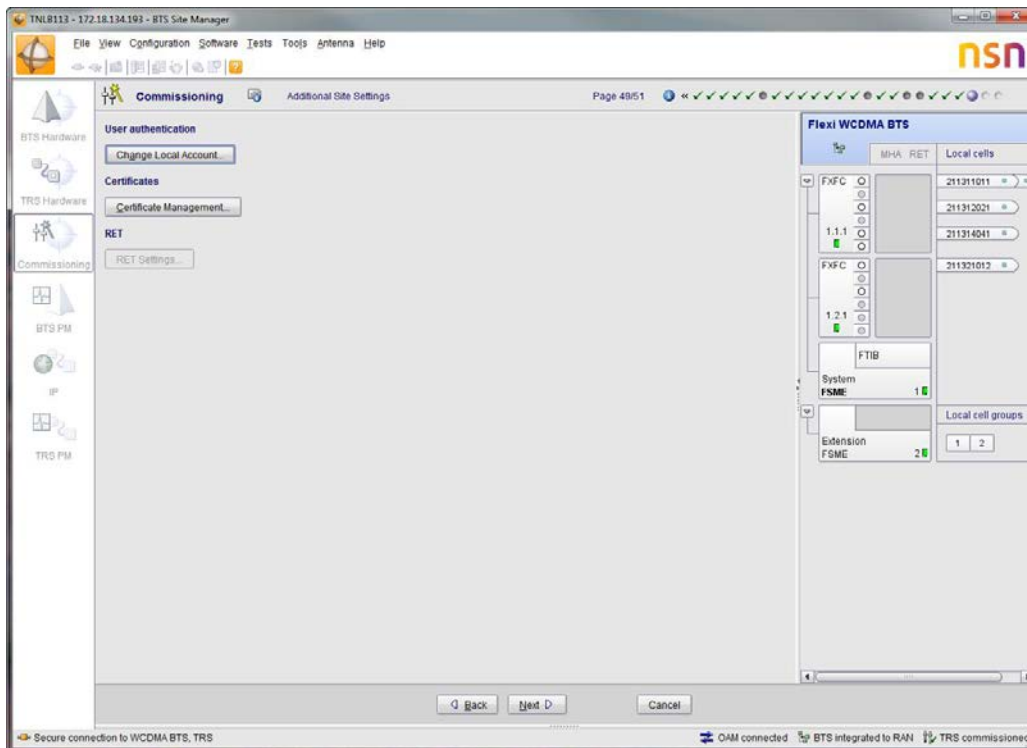 TNLB113 - 172.18.134.193 - BTS Site Manager
File View Configuration Software Tests Tools Antenna Help
nsn
Commissioning Additional Site Settings Page 49/51
BTS Hardware
TRS Hardware
Commissioning
BTS PM
IP
TRS PM
User authentication
Change Local Account...
Certificates
Certificate Management...
RET
RET Settings...
Flexi WCDMA BTS
MHA RET Local cells
FXFC
1.1.1
211311011
211312021
211314041
FXFC
1.2.1
211321012
FTIB
System
FSME 1
Local cell groups
Extension
FSME 2
1 2
Back Next Cancel
Secure connection to WCDMA BTS, TRS OAM connected BTS integrated to RAN TRS commissioned